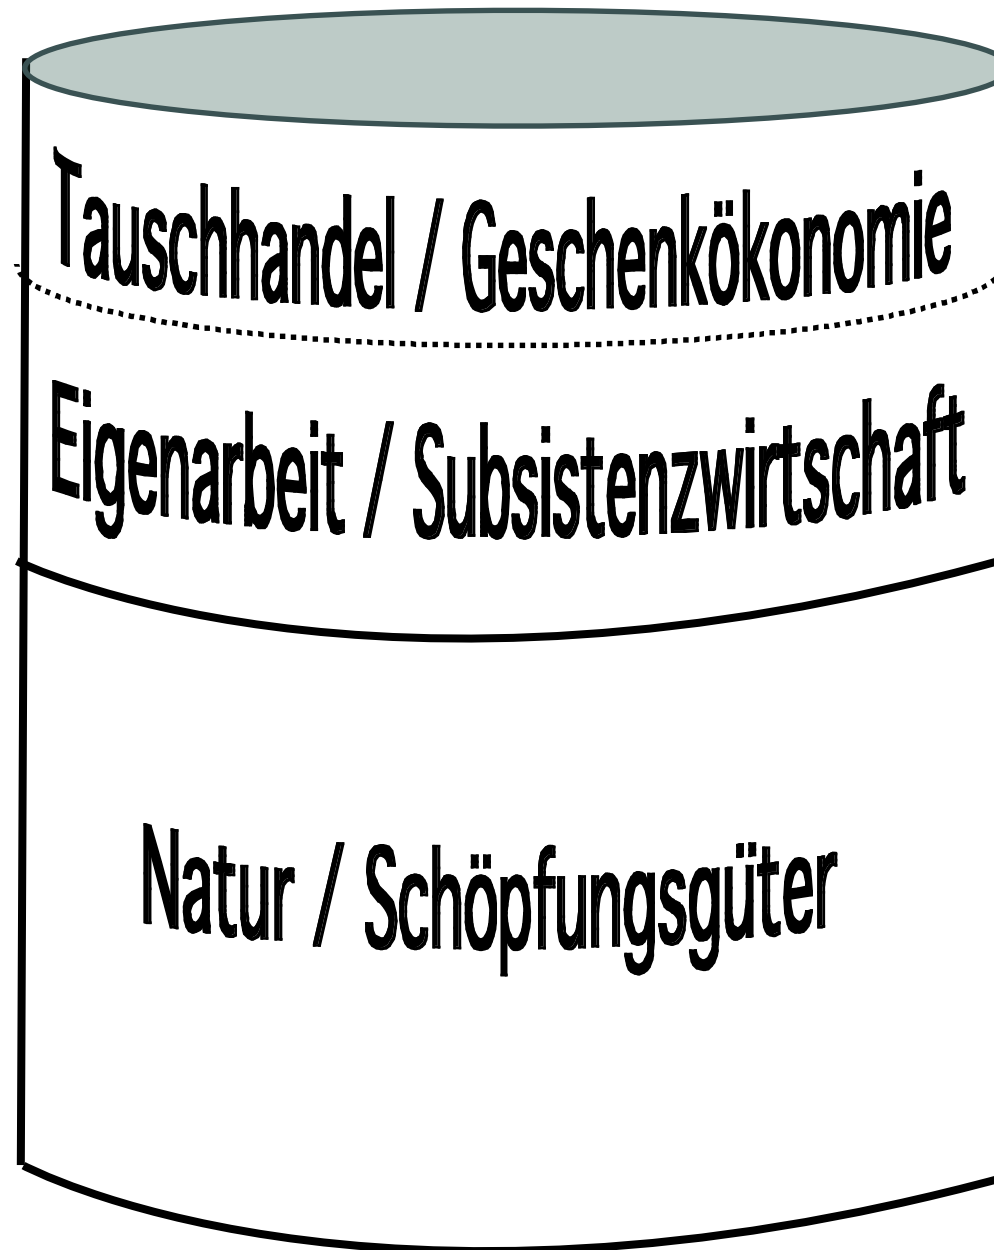 Tauschhandel / Geschenkökonomie
Eigenarbeit / Subsistenzwirtschaft
Natur / Schöpfungsgüter